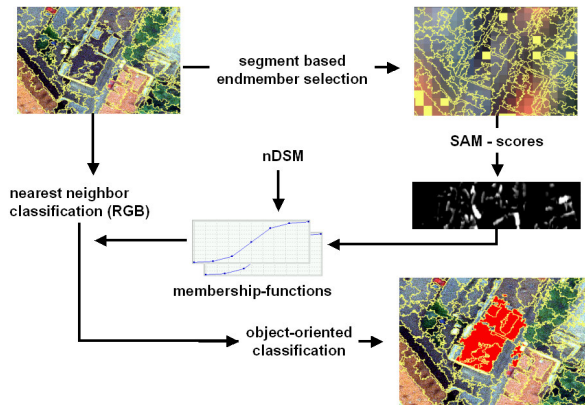 segment based
endmember selection
SAM - scores
nDSM
nearest neighbor
classification (RGB)
membership-functions
object-oriented
classification